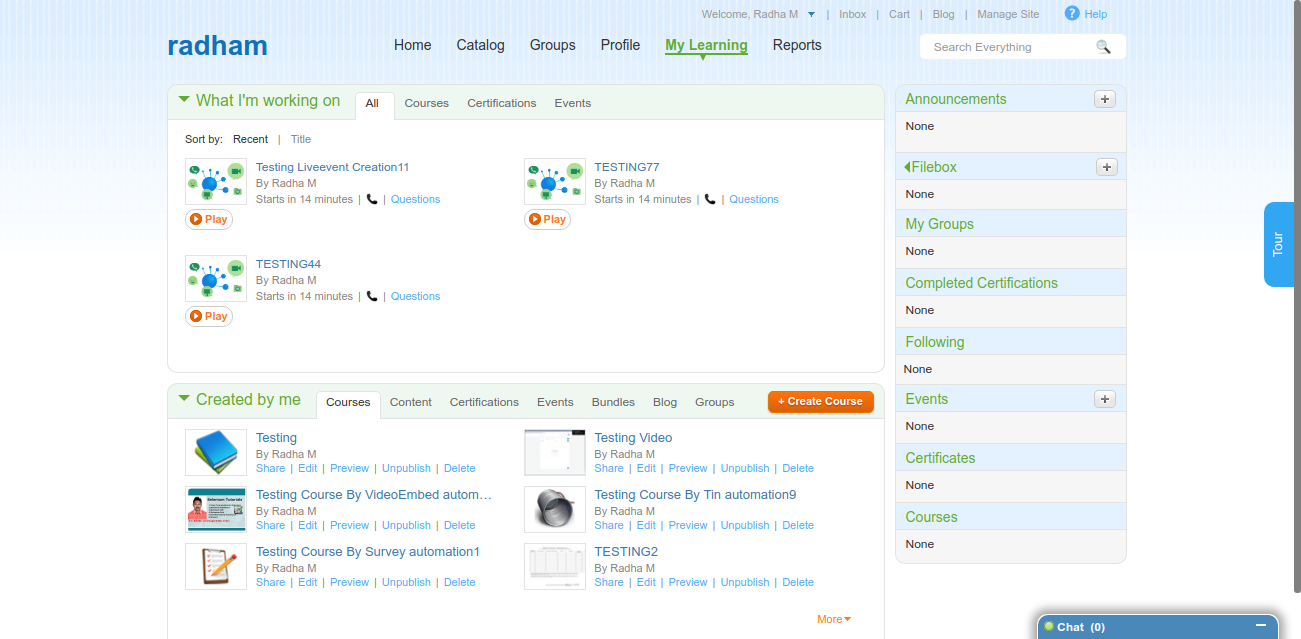 Welcome, Radha M | Inbox | Cart | Blog | Manage Site ? Help
radham
Home Catalog Groups Profile My Learning Reports
Search Everything
What I'm working on All Courses Certifications Events
Sort by: Recent | Title
Testing Liveevent Creation11
By Radha M
Starts in 14 minutes | | Questions
Play
TESTING77
By Radha M
Starts in 14 minutes | | Questions
Play
TESTING44
By Radha M
Starts in 14 minutes | | Questions
Play
Created by me Courses Content Certifications Events Bundles Blog Groups + Create Course
Testing
By Radha M
Share | Edit | Preview | Unpublish | Delete
Testing Video
By Radha M
Share | Edit | Preview | Unpublish | Delete
Selenium Tutorials
Testing Course By VideoEmbed autom…
By Radha M
Share | Edit | Preview | Unpublish | Delete
Testing Course By Tin automation9
By Radha M
Share | Edit | Preview | Unpublish | Delete
Testing Course By Survey automation1
By Radha M
Share | Edit | Preview | Unpublish | Delete
TESTING2
By Radha M
Share | Edit | Preview | Unpublish | Delete
More
Announcements +
None
Filebox +
None
My Groups
None
Completed Certifications
None
Following
None
Events +
None
Certificates
None
Courses
None
Tour
Chat (0)